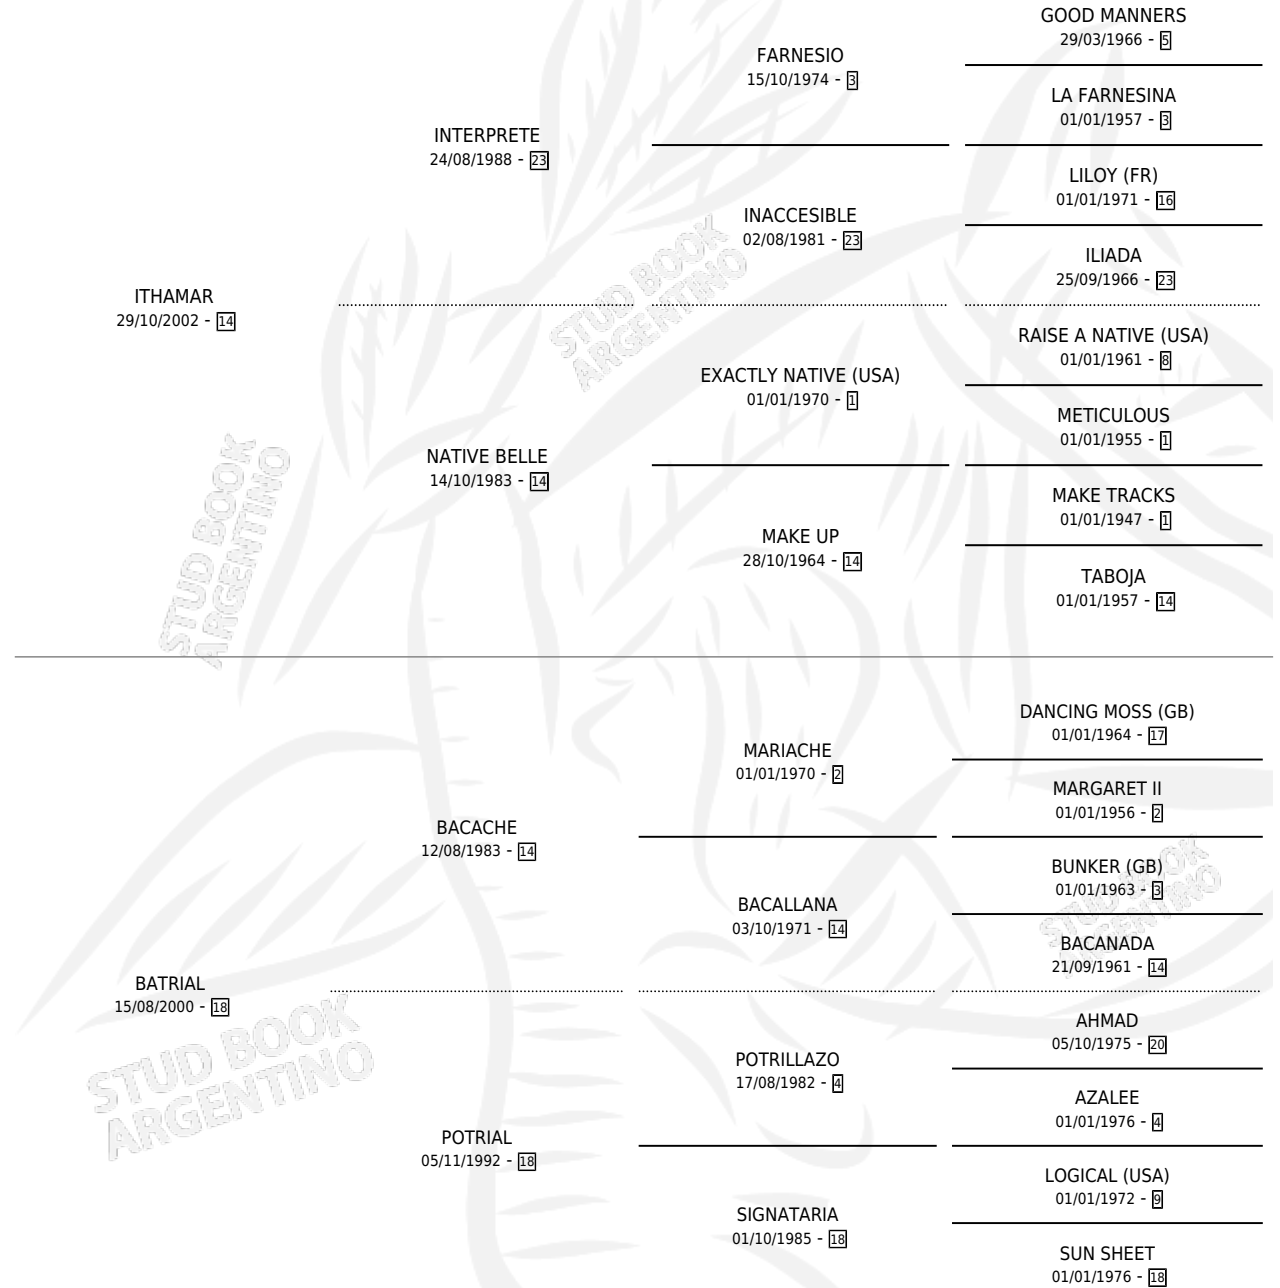 GOOD MANNERS
29/03/1966 - 5
FARNESIO
15/10/1974 - 3
LA FARNESINA
01/01/1957 - 3
INTERPRETE
24/08/1988 - 23
LILOY (FR)
01/01/1971 - 16
INACCESIBLE
02/08/1981 - 23
ILIADA
25/09/1966 - 23
ITHAMAR
29/10/2002 - 14
RAISE A NATIVE (USA)
01/01/1961 - 8
EXACTLY NATIVE (USA)
01/01/1970 - 1
METICULOUS
01/01/1955 - 1
NATIVE BELLE
14/10/1983 - 14
MAKE TRACKS
01/01/1947 - 1
MAKE UP
28/10/1964 - 14
TABOJA
01/01/1957 - 14
STUD BOOK
ARGENTINO
STUD BOOK
ARGENTINO
DANCING MOSS (GB)
01/01/1964 - 17
MARIACHE
01/01/1970 - 2
MARGARET II
01/01/1956 - 2
BACACHE
12/08/1983 - 14
BUNKER (GB)
01/01/1963 - 3
BACALLANA
03/10/1971 - 14
BACANADA
21/09/1961 - 14
STUD BOOK
ARGENTINO
BATRIAL
15/08/2000 - 18
AHMAD
05/10/1975 - 20
POTRILLAZO
17/08/1982 - 4
AZALEE
01/01/1976 - 4
STUD BOOK
ARGENTINO
POTRIAL
05/11/1992 - 18
LOGICAL (USA)
01/01/1972 - 9
SIGNATARIA
01/10/1985 - 18
SUN SHEET
01/01/1976 - 18